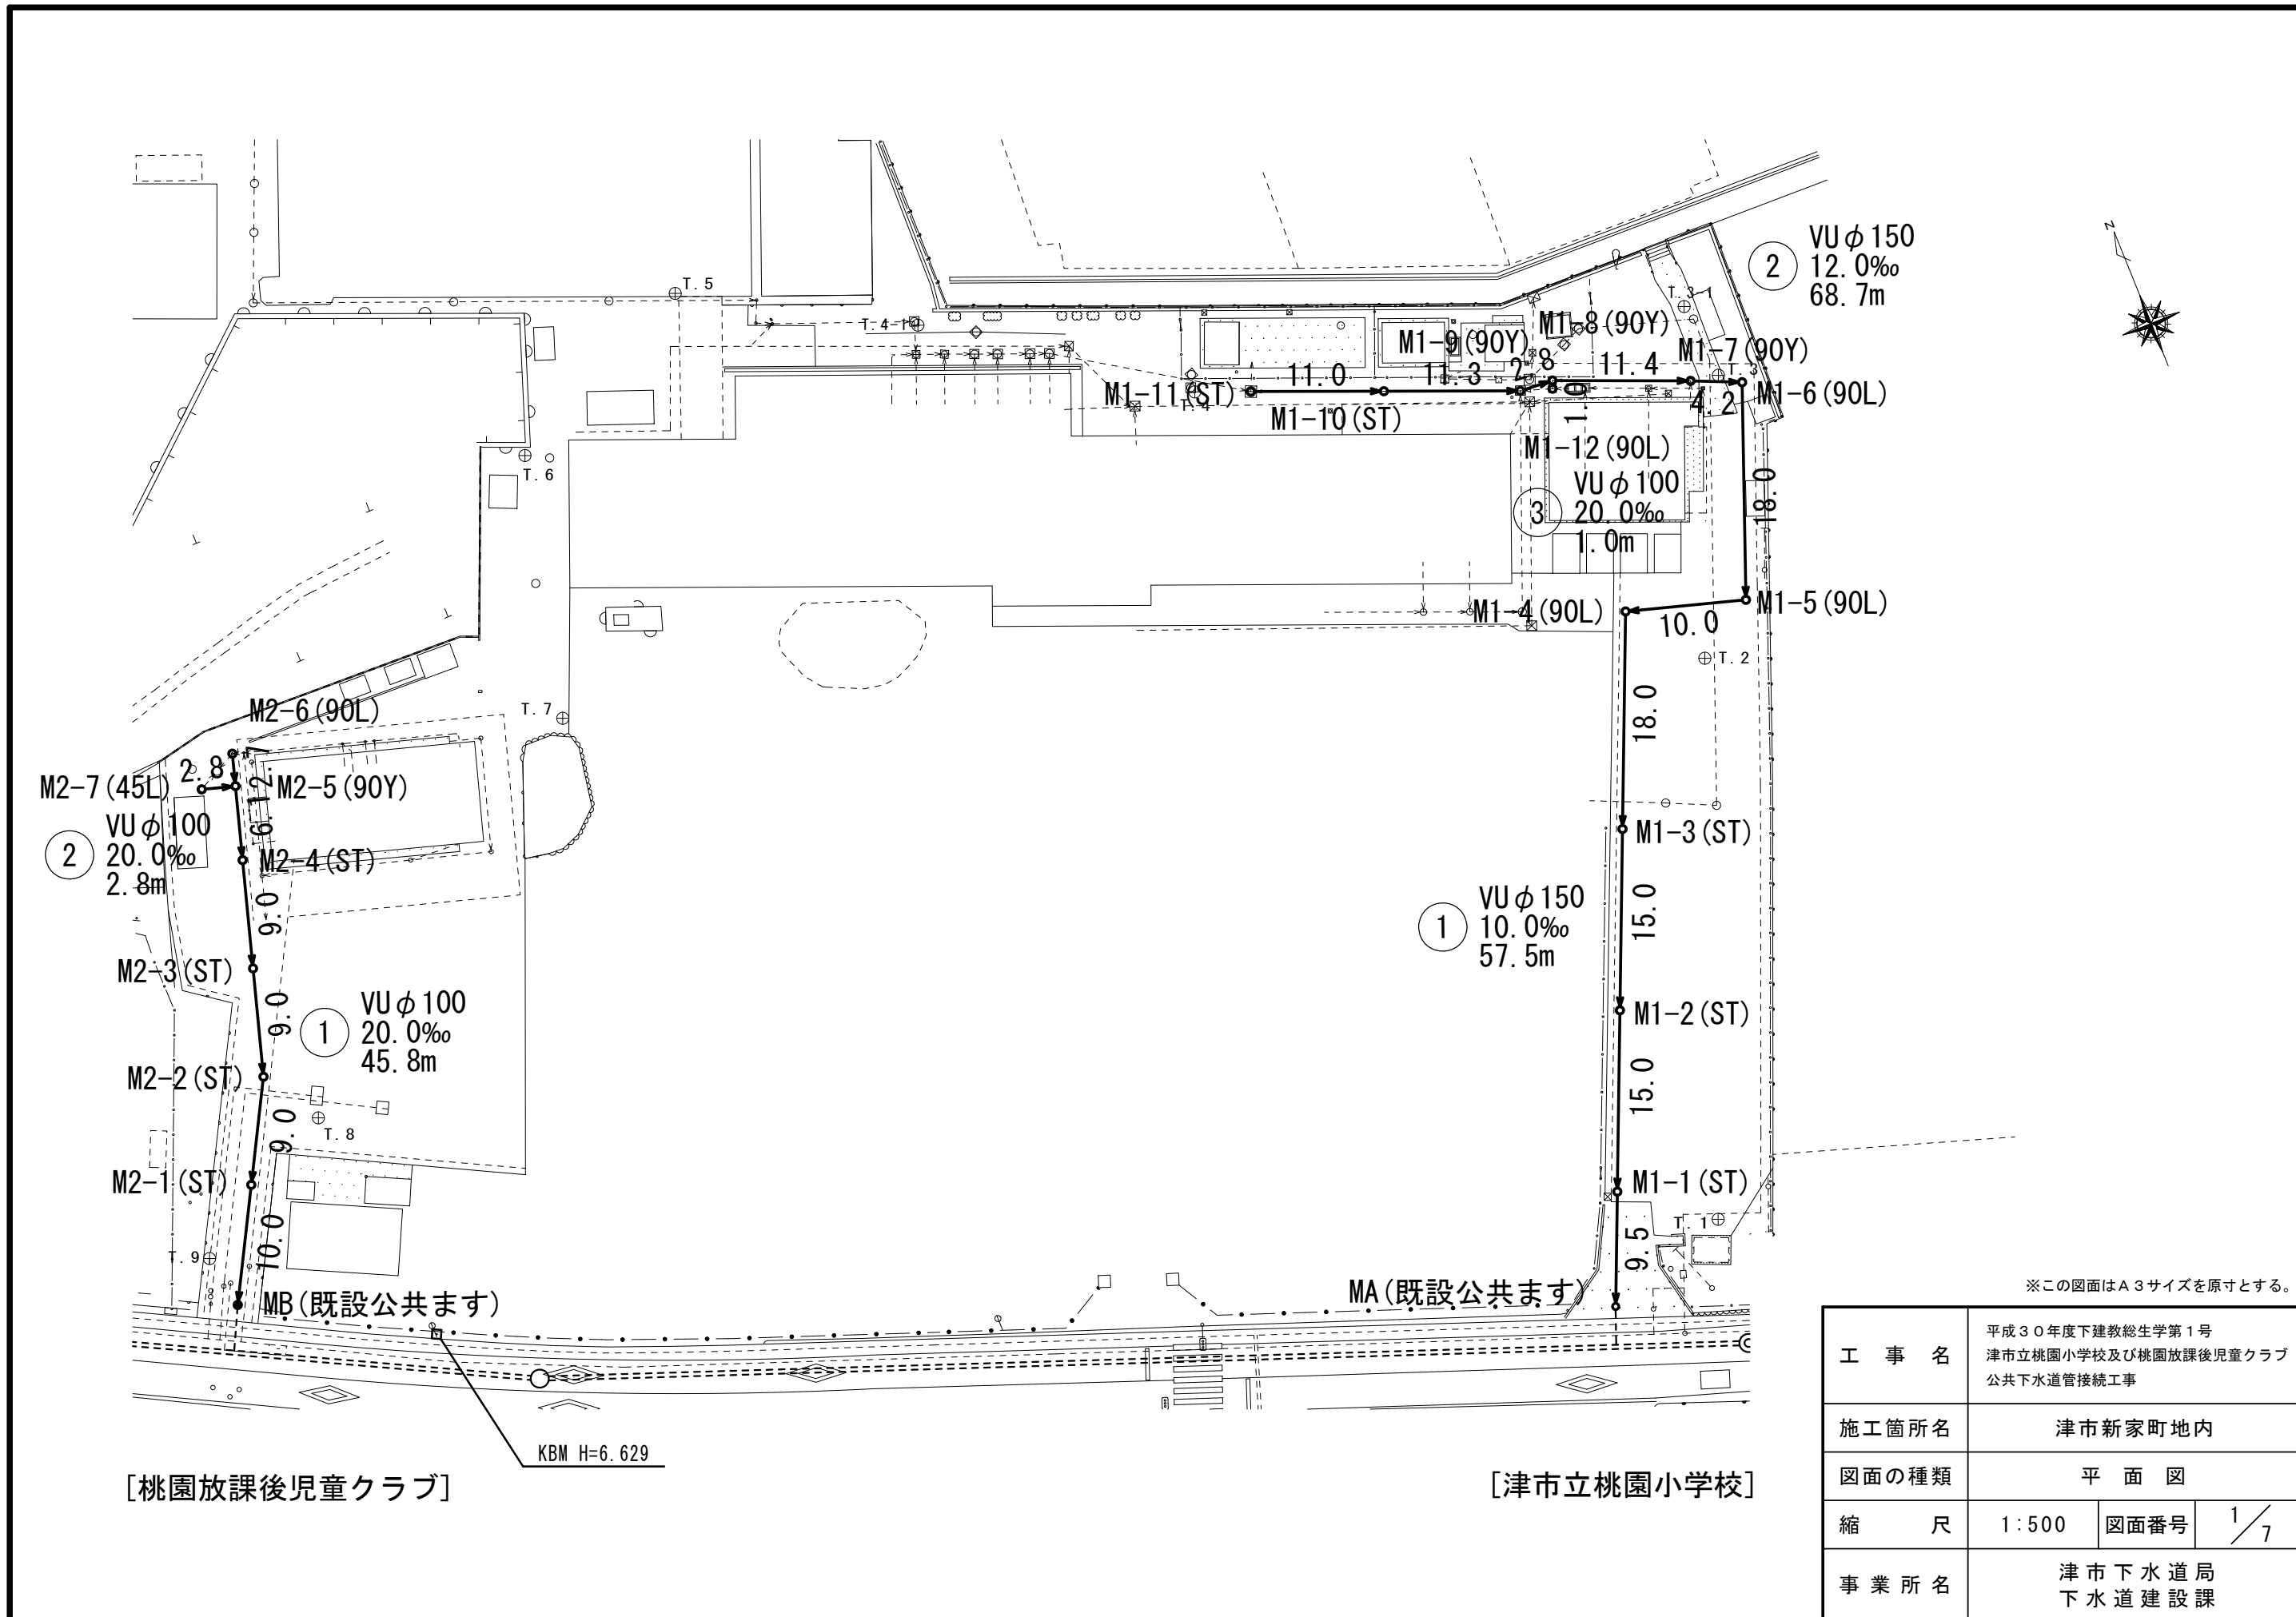 VUφ150
2
12.0‰
68.7m
N
T.5
T.4-1
T.3-1
M1-8(90Y)
M1-9(90Y)
M1-7(90Y)
2.8
11.4
T.3
11.0
11.3
M1-11(ST)
T.4
M1-10(ST)
1.0
4.2
M1-6(90L)
M1-12(90L)
T.6
VUφ100
3
20.0‰
1.0m
18.0
M1-4(90L)
M1-5(90L)
10.0
T.2
M2-6(90L)
T.7
18.0
2.8
2.7
M2-7(45L)
M2-5(90Y)
6.1
VUφ100
2
20.0‰
2.8m
M2-4(ST)
M1-3(ST)
9.0
VUφ150
1
10.0‰
57.5m
15.0
M2-3(ST)
9.0
VUφ100
1
20.0‰
45.8m
M1-2(ST)
M2-2(ST)
15.0
9.0
T.8
M2-1(ST)
M1-1(ST)
10.0
T.9
T.1
9.5
MB(既設公共ます)
MA(既設公共ます)
KBM H=6.629
[桃園放課後児童クラブ]
[津市立桃園小学校]
※この図面はA3サイズを原寸とする。
工事名
平成30年度下建教総生学第1号
津市立桃園小学校及び桃園放課後児童クラブ
公共下水道管接続工事
施工箇所名 津市新家町地内
図面の種類 平面図
縮尺 1:500 図面番号 1/7
事業所名
津市下水道局
下水道建設課